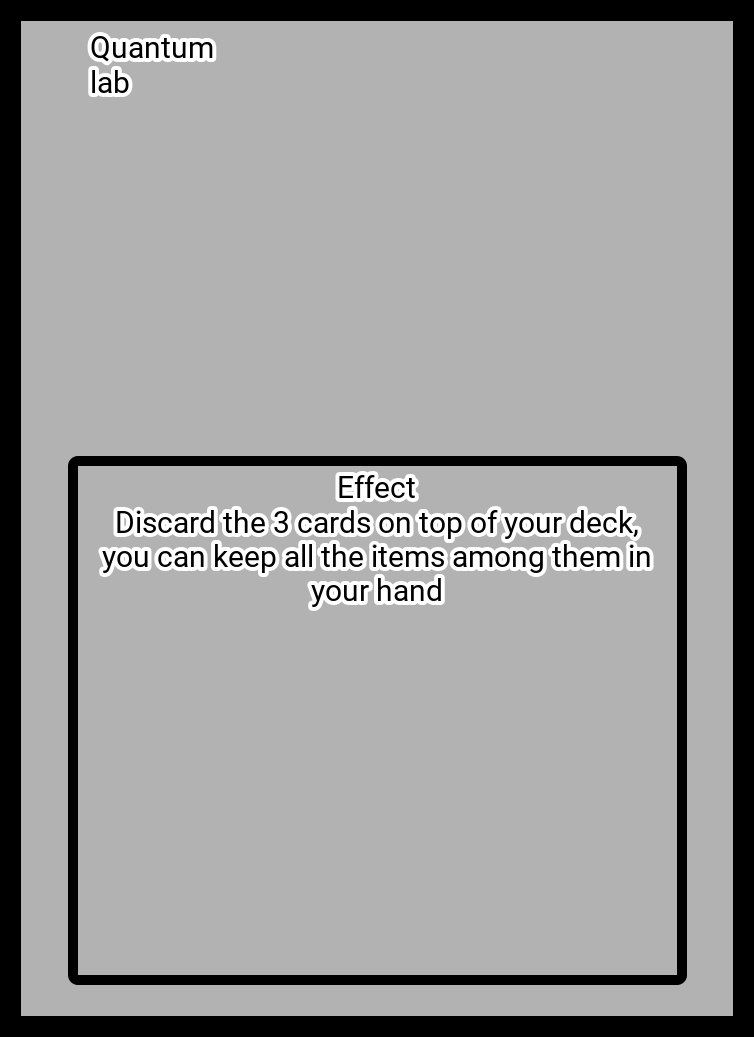 Quantum
lab
Effect
Discard the 3 cards on top of your deck,
you can keep all the items among them in
your hand